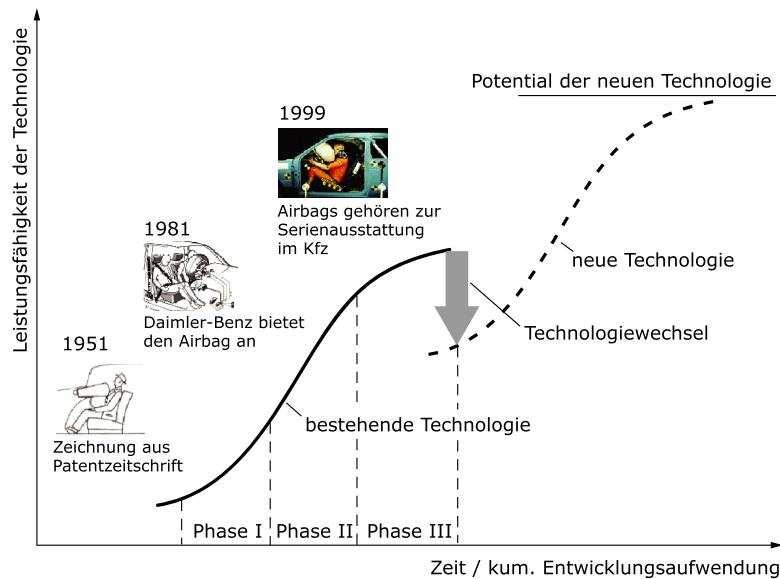 Leistungsfähigkeit der Technologie
Potential der neuen Technologie
1999
Airbags gehören zur
Serienausstattung
im Kfz
1981
Daimler-Benz bietet
den Airbag an
neue Technologie
Technologiewechsel
1951
Zeichnung aus
Patentzeitschrift
bestehende Technologie
Phase I
Phase II
Phase III
Zeit / kum. Entwicklungsaufwendung